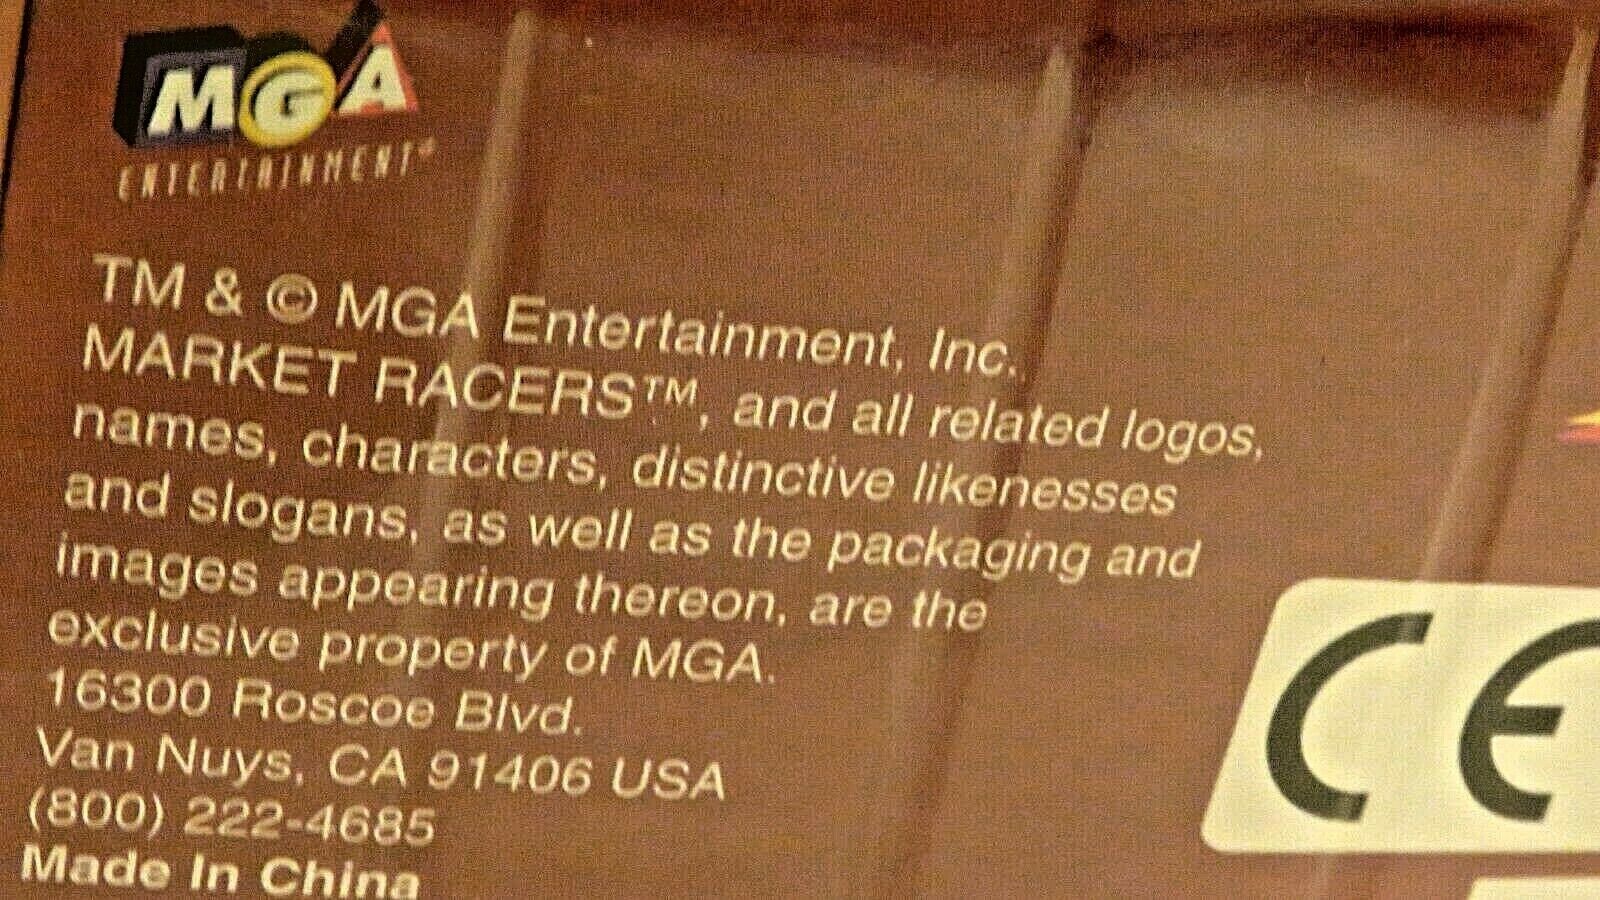 MGA
ENTERTAINMENT®
TM & © MGA Entertainment, Inc.
MARKET RACERS™, and all related logos,
names, characters, distinctive likenesses
and slogans, as well as the packaging and
images appearing thereon, are the
exclusive property of MGA.
16300 Roscoe Blvd.
Van Nuys, CA 91406 USA
(800) 222-4685
Made In China
CE